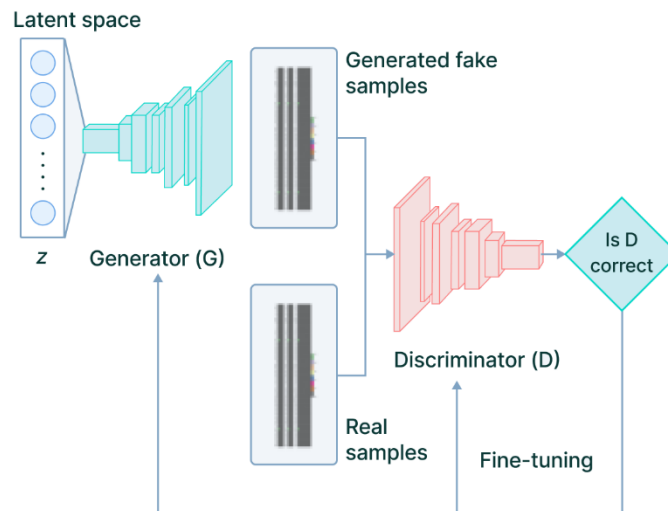 Latent space
Generated fake
samples
z
Generator (G)
Is D
correct
Discriminator (D)
Real
samples
Fine-tuning